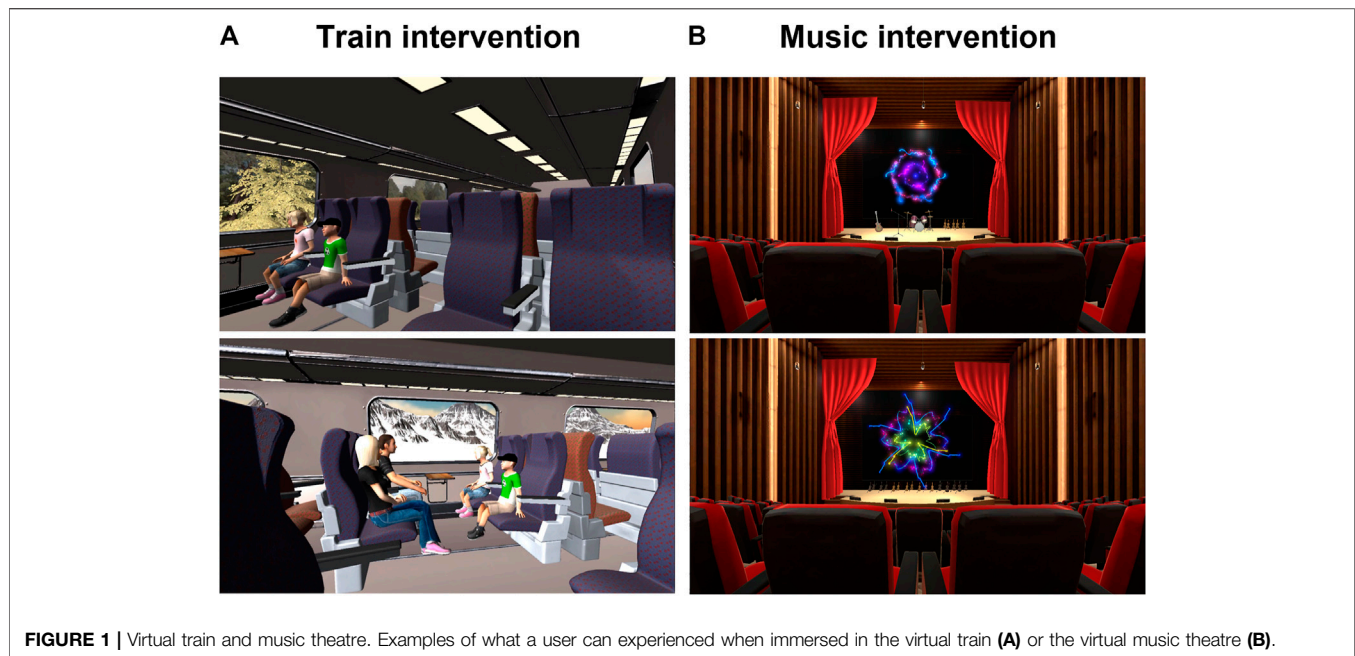 A Train intervention
B Music intervention
FIGURE 1 | Virtual train and music theatre. Examples of what a user can experienced when immersed in the virtual train (A) or the virtual music theatre (B).